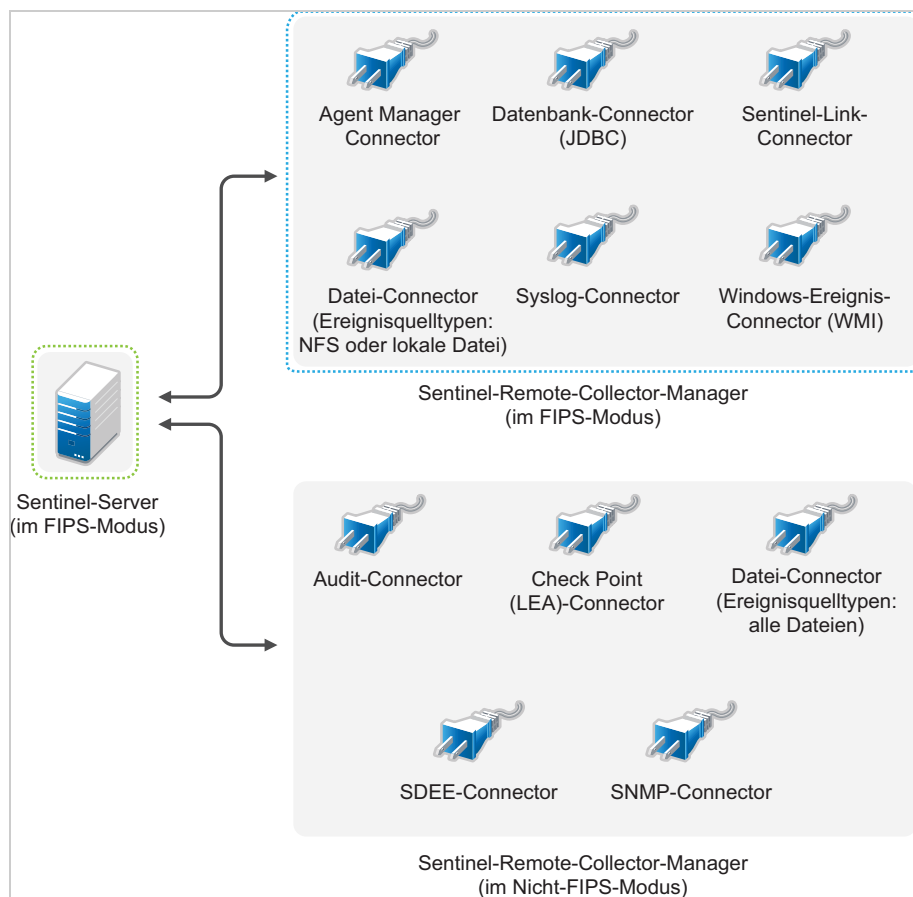 Agent Manager
Connector
Datenbank-Connector
(JDBC)
Sentinel-Link-
Connector
Datei-Connector
(Ereignisquelltypen:
NFS oder lokale Datei)
Syslog-Connector
Windows-Ereignis-
Connector (WMI)
Sentinel-Remote-Collector-Manager
(im FIPS-Modus)
Sentinel-Server
(im FIPS-Modus)
Audit-Connector
Check Point
(LEA)-Connector
Datei-Connector
(Ereignisquelltypen:
alle Dateien)
SDEE-Connector
SNMP-Connector
Sentinel-Remote-Collector-Manager
(im Nicht-FIPS-Modus)